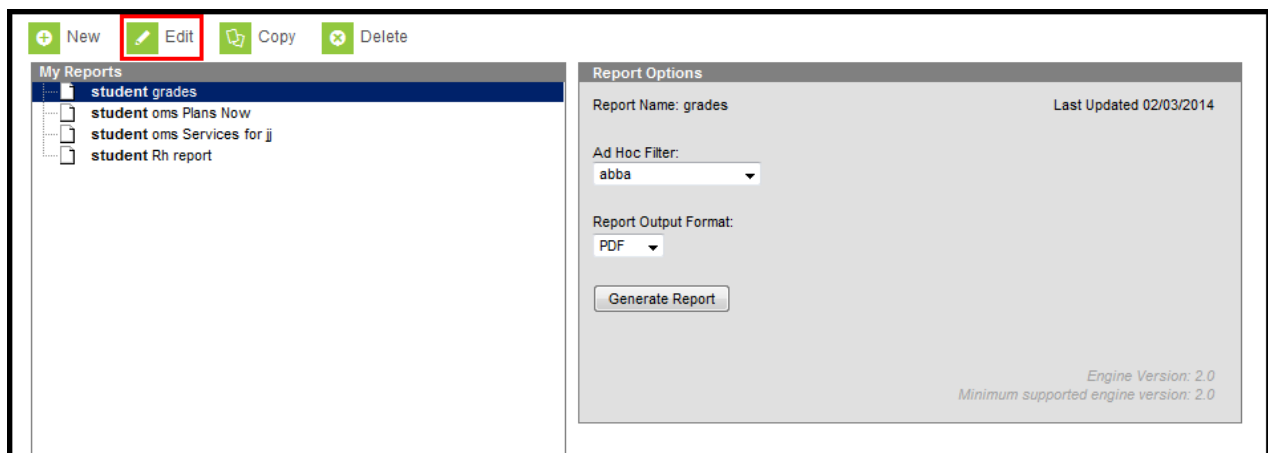 New Edit Copy Delete
My Reports
student grades
student oms Plans Now
student oms Services for jj
student Rh report
Report Options
Report Name: grades Last Updated 02/03/2014
Ad Hoc Filter:
abba
Report Output Format:
PDF
Generate Report
Engine Version: 2.0
Minimum supported engine version: 2.0